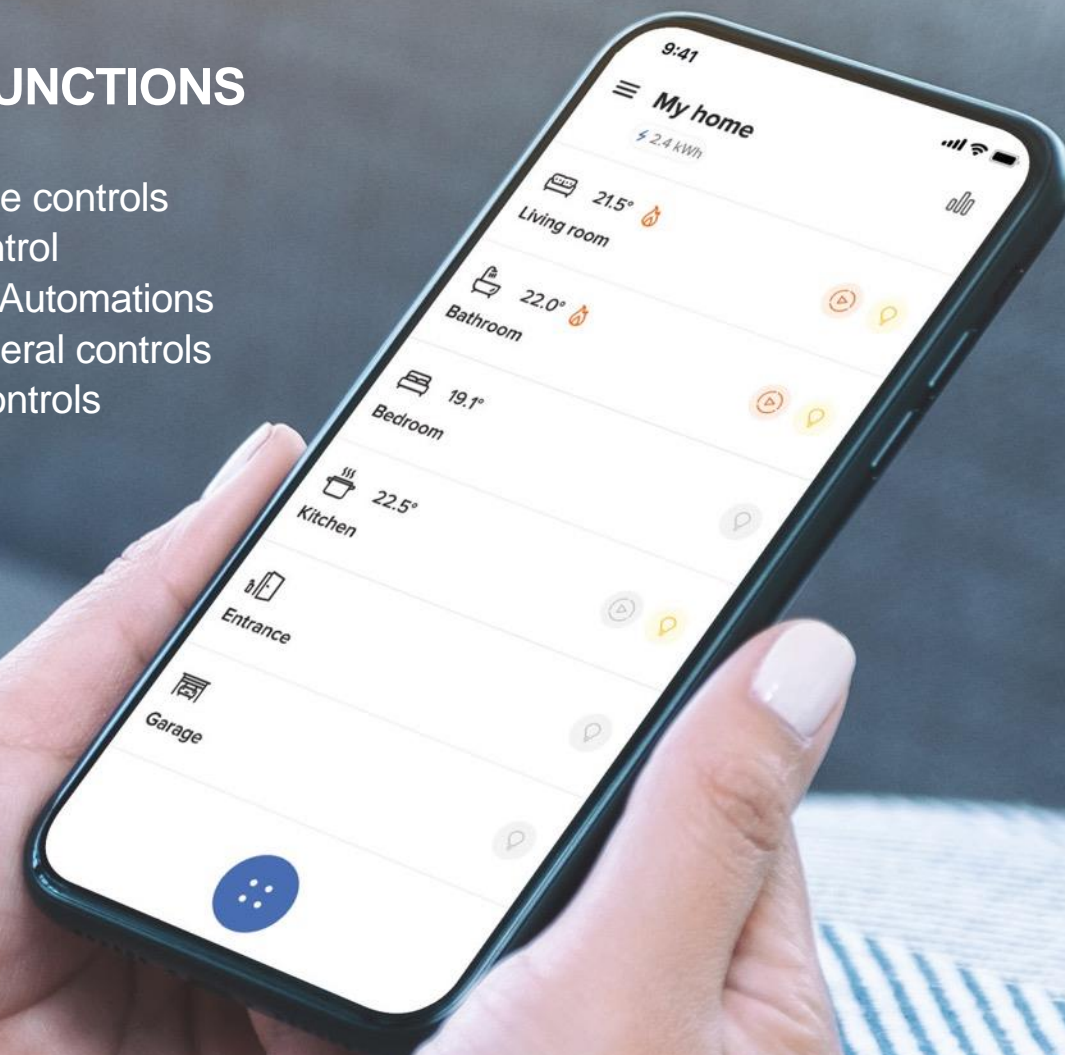 UNCTIONS
e controls
ntrol
Automations
eral controls
ontrols
9:41
My home
2.4 kWh
21.5°
Living room
22.0°
Bathroom
19.1°
Bedroom
22.5°
Kitchen
Entrance
Garage